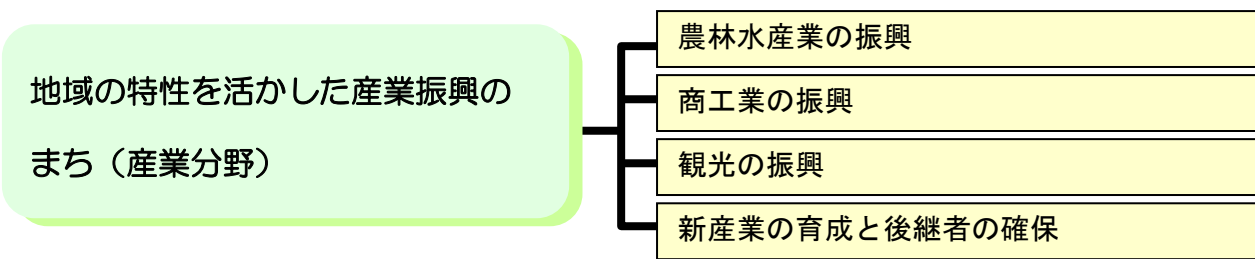 地域の特性を活かした産業振興の
まち（産業分野）
農林水産業の振興
商工業の振興
観光の振興
新産業の育成と後継者の確保